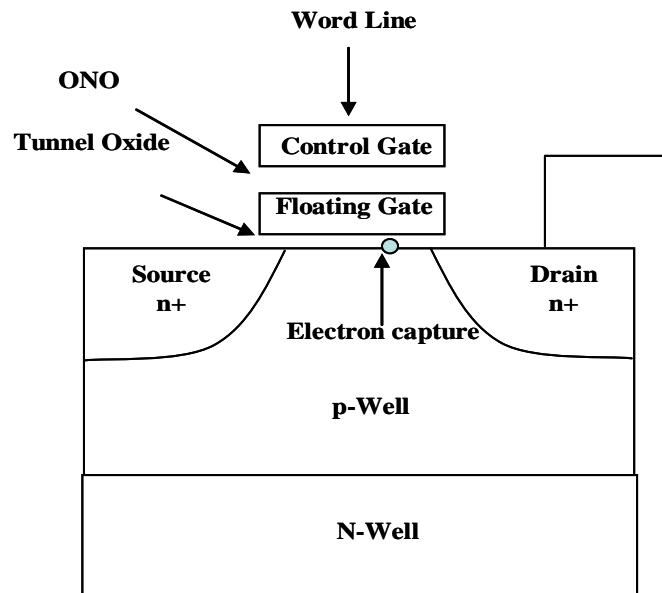 Word Line
ONO
Tunnel Oxide
Control Gate
Floating Gate
Source
n+
Drain
n+
Electron capture
p-Well
N-Well